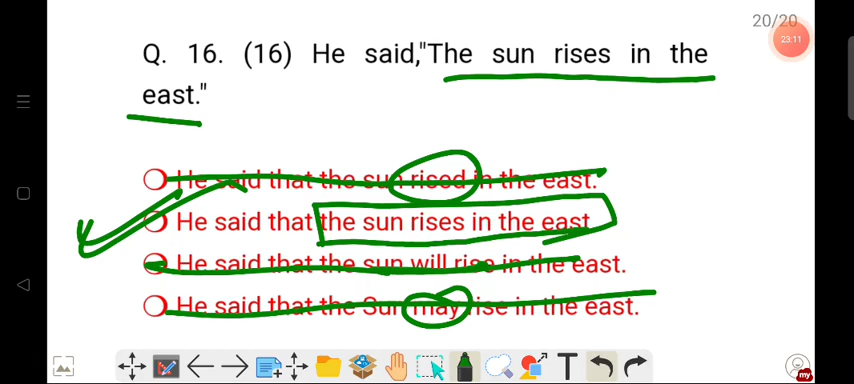 20/20
23:11
Q. 16. (16) He said,"The sun rises in the
east."
He said that the sun rised in the east.
He said that the sun rises in the east.
He said that the sun will rise in the east.
He said that the Sun may rise in the east.
T
my